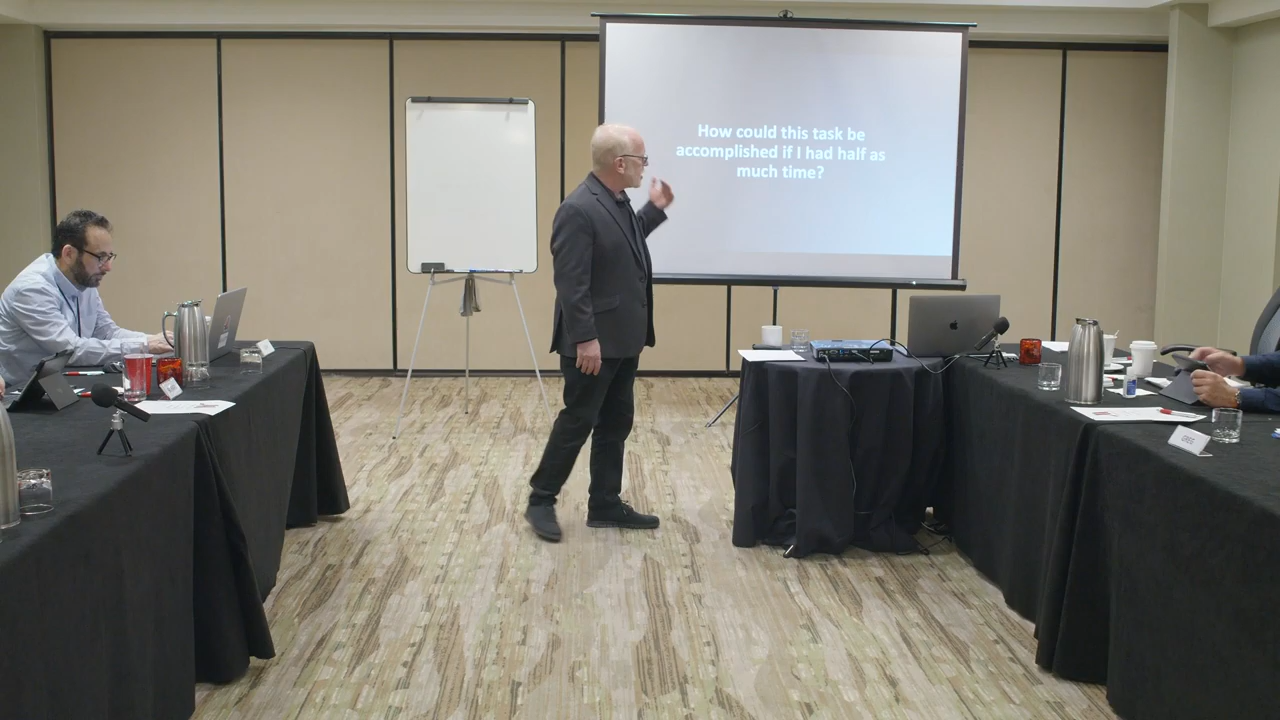 How could this task be
accomplished if I had half as
much time?